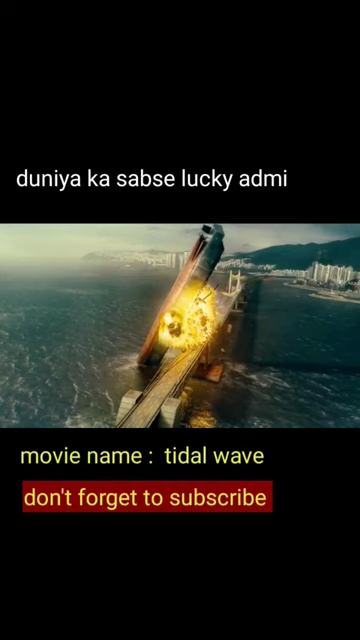 duniya ka sabse lucky admi
movie name : tidal wave
don't forget to subscribe